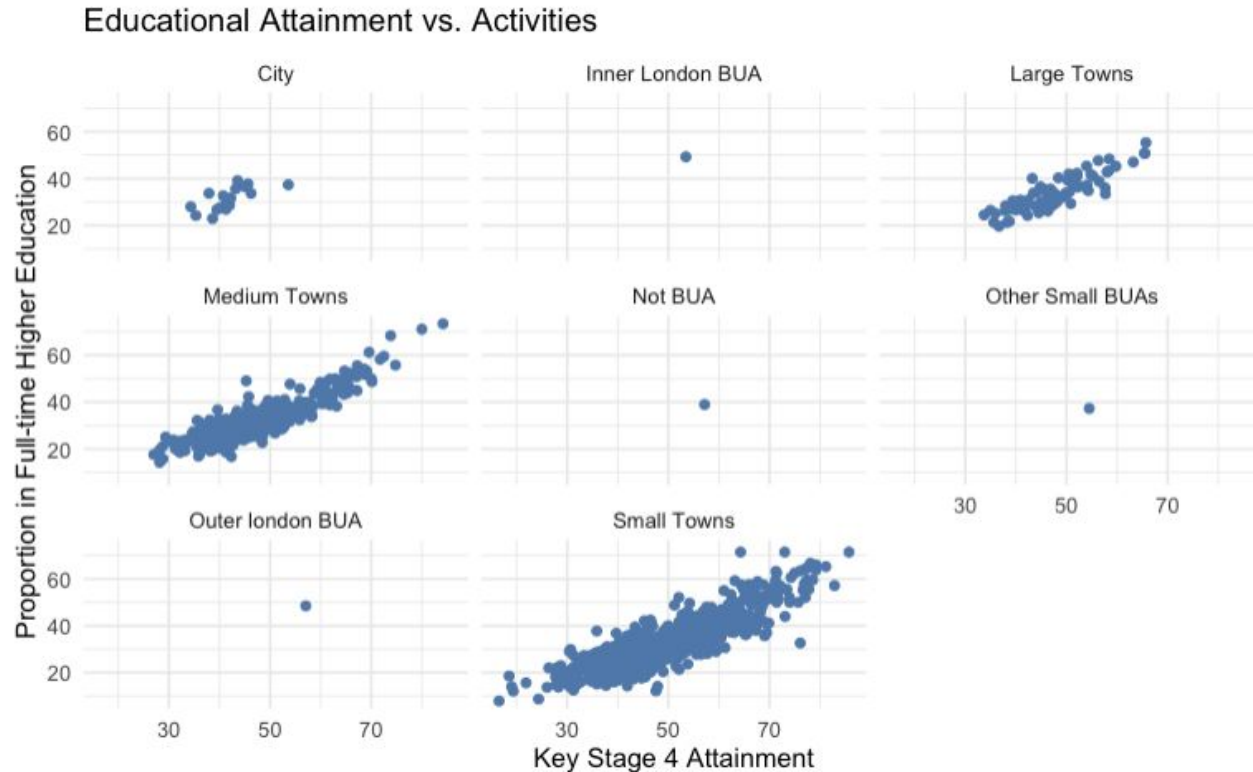 Educational Attainment vs. Activities
City
Inner London BUA
Large Towns
60
40
20
Medium Towns
Not BUA
Other Small BUAs
60
40
20
30 50 70
Outer london BUA
Small Towns
60
40
20
30 50 70
30 50 70
Key Stage 4 Attainment
Proportion in Full-time Higher Education